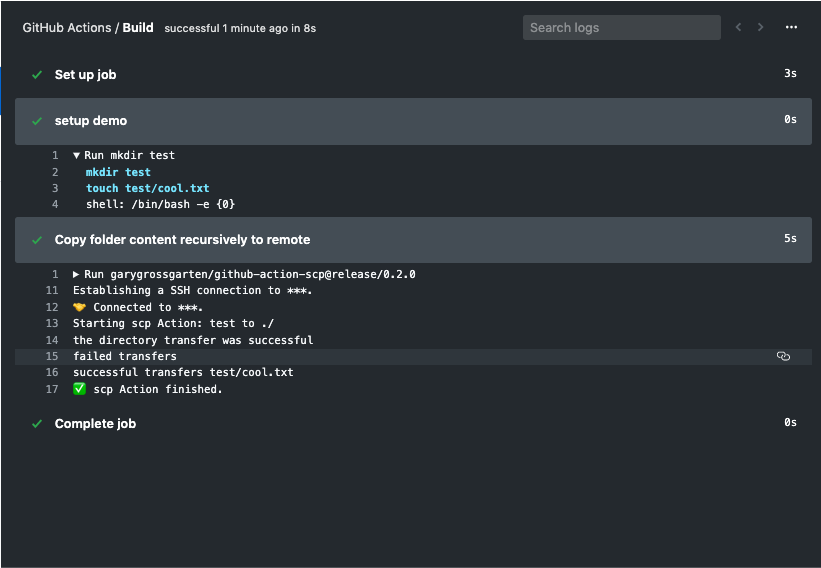 GitHub Actions / Build successful 1 minute ago in 8s Search logs
Set up job 3s
setup demo 0s
1 ▼ Run mkdir test
2 mkdir test
3 touch test/cool.txt
4 shell: /bin/bash -e {0}
Copy folder content recursively to remote 5s
1 ▶ Run garygrossgarten/github-action-scp@release/0.2.0
11 Establishing a SSH connection to ***.
12 🤝 Connected to ***.
13 Starting scp Action: test to ./
14 the directory transfer was successful
15 failed transfers
16 successful transfers test/cool.txt
17 ✅ scp Action finished.
Complete job 0s